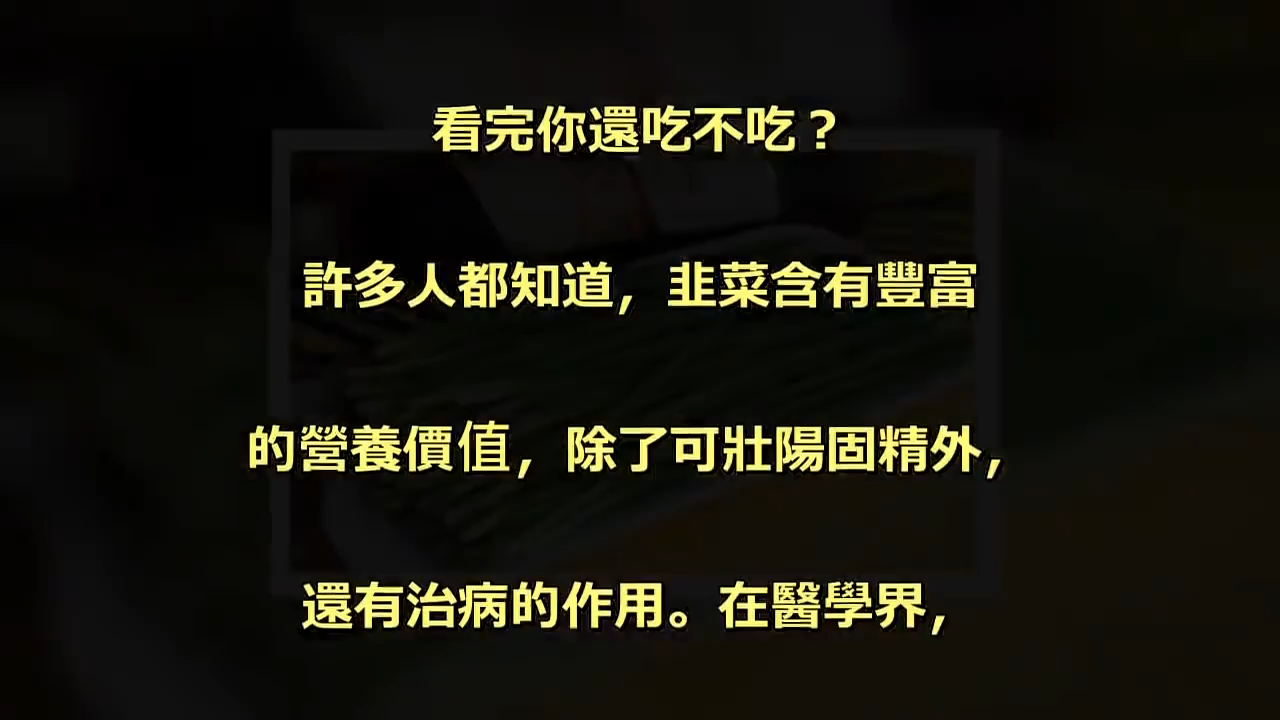 看完你還吃不吃？
許多人都知道，韭菜含有豐富
的營養價值，除了可壯陽固精外，
還有治病的作用。在醫學界，